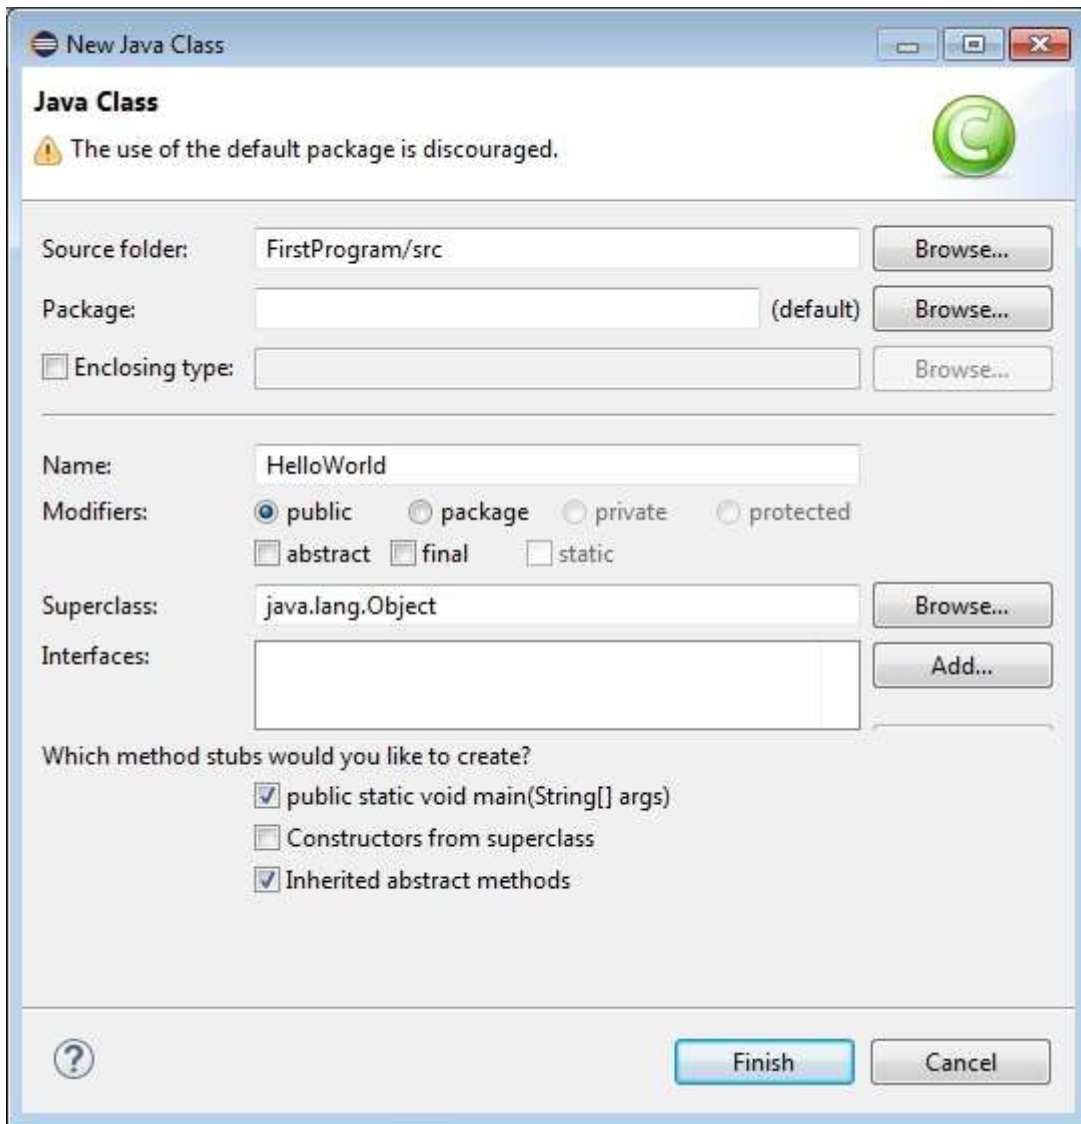 New Java Class
Java Class
The use of the default package is discouraged.
Source folder: FirstProgram/src Browse...
Package: (default) Browse...
Enclosing type: Browse...
Name: HelloWorld
Modifiers: public package private protected
abstract final static
Superclass: java.lang.Object Browse...
Interfaces: Add...
Which method stubs would you like to create?
public static void main(String[] args)
Constructors from superclass
Inherited abstract methods
? Finish Cancel